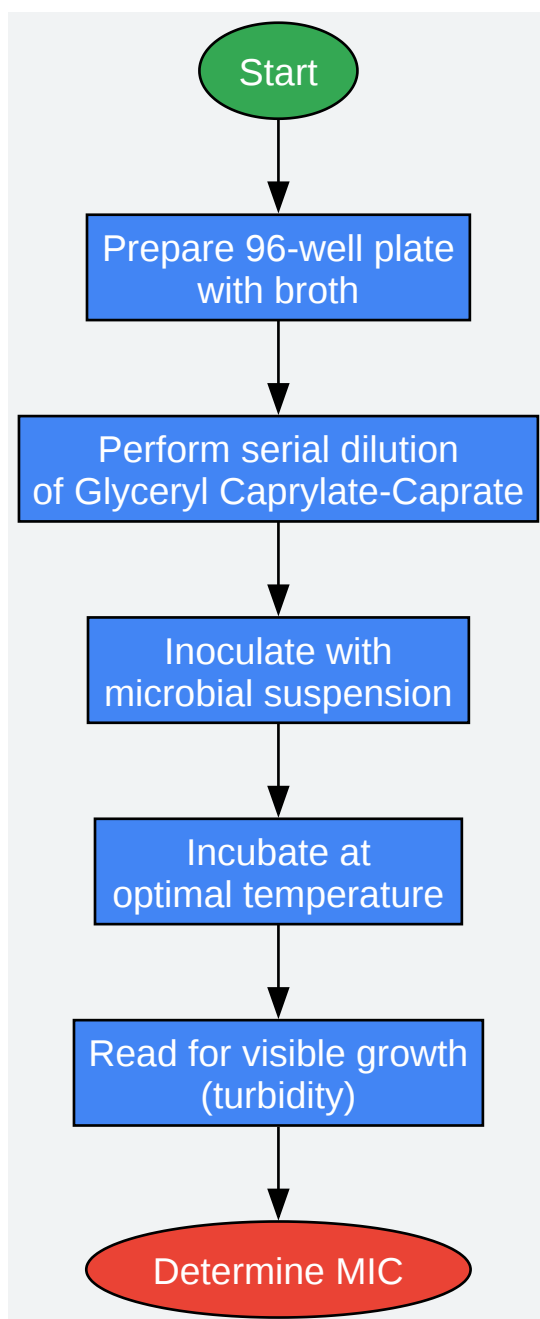 Start
Prepare 96-well plate
with broth
Perform serial dilution
of Glyceryl Caprylate-Caprate
Inoculate with
microbial suspension
Incubate at
optimal temperature
Read for visible growth
(turbidity)
Determine MIC